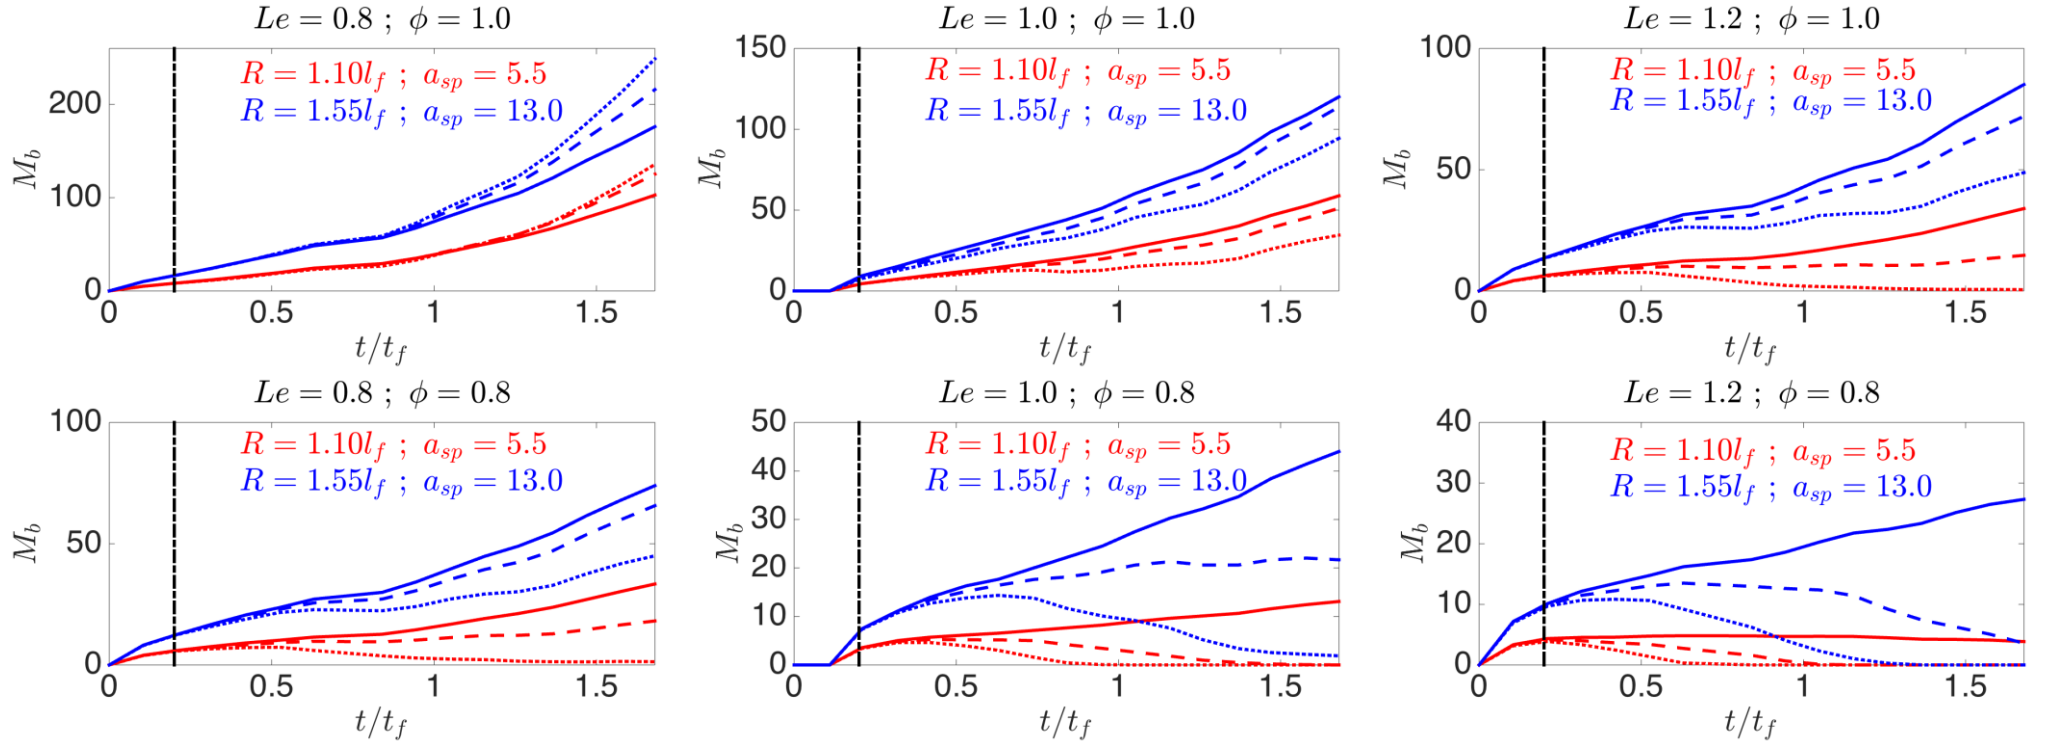 Le = 0.8 ; ϕ = 1.0
R = 1.10l_f ; a_sp = 5.5
R = 1.55l_f ; a_sp = 13.0
M_b
200
100
0
0 0.5 1 1.5
t/t_f
Le = 1.0 ; ϕ = 1.0
R = 1.10l_f ; a_sp = 5.5
R = 1.55l_f ; a_sp = 13.0
M_b
150
100
50
0
0 0.5 1 1.5
t/t_f
Le = 1.2 ; ϕ = 1.0
R = 1.10l_f ; a_sp = 5.5
R = 1.55l_f ; a_sp = 13.0
M_b
100
50
0
0 0.5 1 1.5
t/t_f
Le = 0.8 ; ϕ = 0.8
R = 1.10l_f ; a_sp = 5.5
R = 1.55l_f ; a_sp = 13.0
M_b
100
50
0
0 0.5 1 1.5
t/t_f
Le = 1.0 ; ϕ = 0.8
R = 1.10l_f ; a_sp = 5.5
R = 1.55l_f ; a_sp = 13.0
M_b
50
40
30
20
10
0
0 0.5 1 1.5
t/t_f
Le = 1.2 ; ϕ = 0.8
R = 1.10l_f ; a_sp = 5.5
R = 1.55l_f ; a_sp = 13.0
M_b
40
30
20
10
0
0 0.5 1 1.5
t/t_f